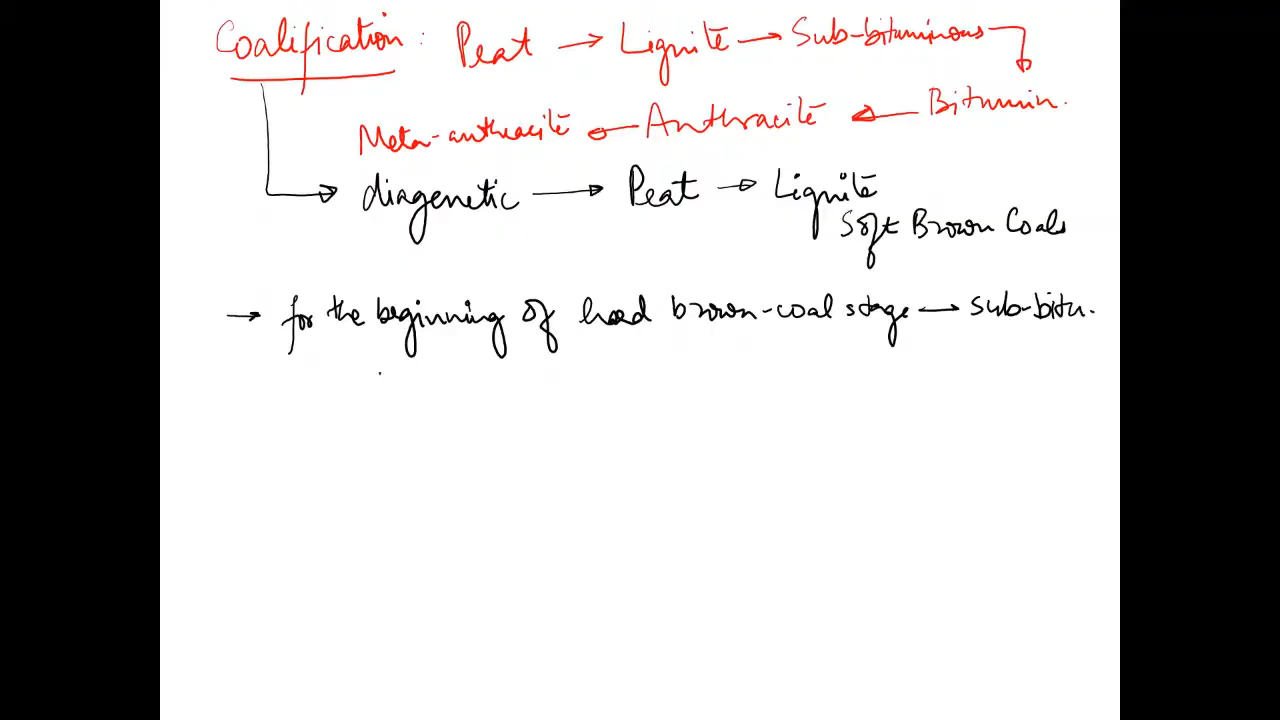 Coalification: Peat → Lignite → Sub-bituminous →
Meta-anthracite ← Anthracite ← Bitumin.
→ diagenetic → Peat → Lignite
Soft Brown Coals
→ for the beginning of hard brown-coal stage → sub-bitu.